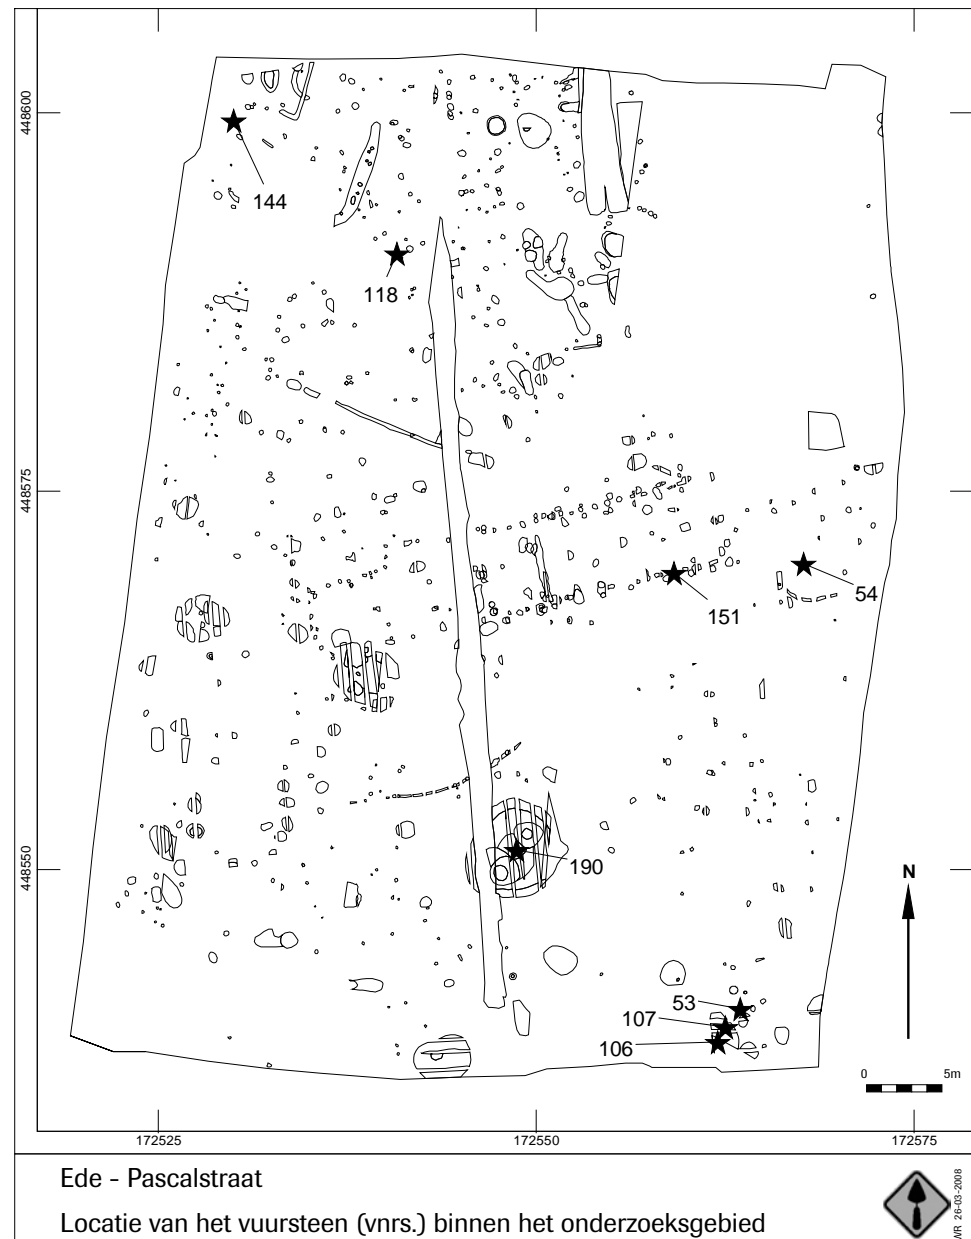 448600
144
118
448575
151
54
448550
190
N
53
107
106
0 5m
172525 172550 172575
Ede - Pascalstraat
Locatie van het vuursteen (vnrs.) binnen het onderzoeksgebied
WR 26-03-2008